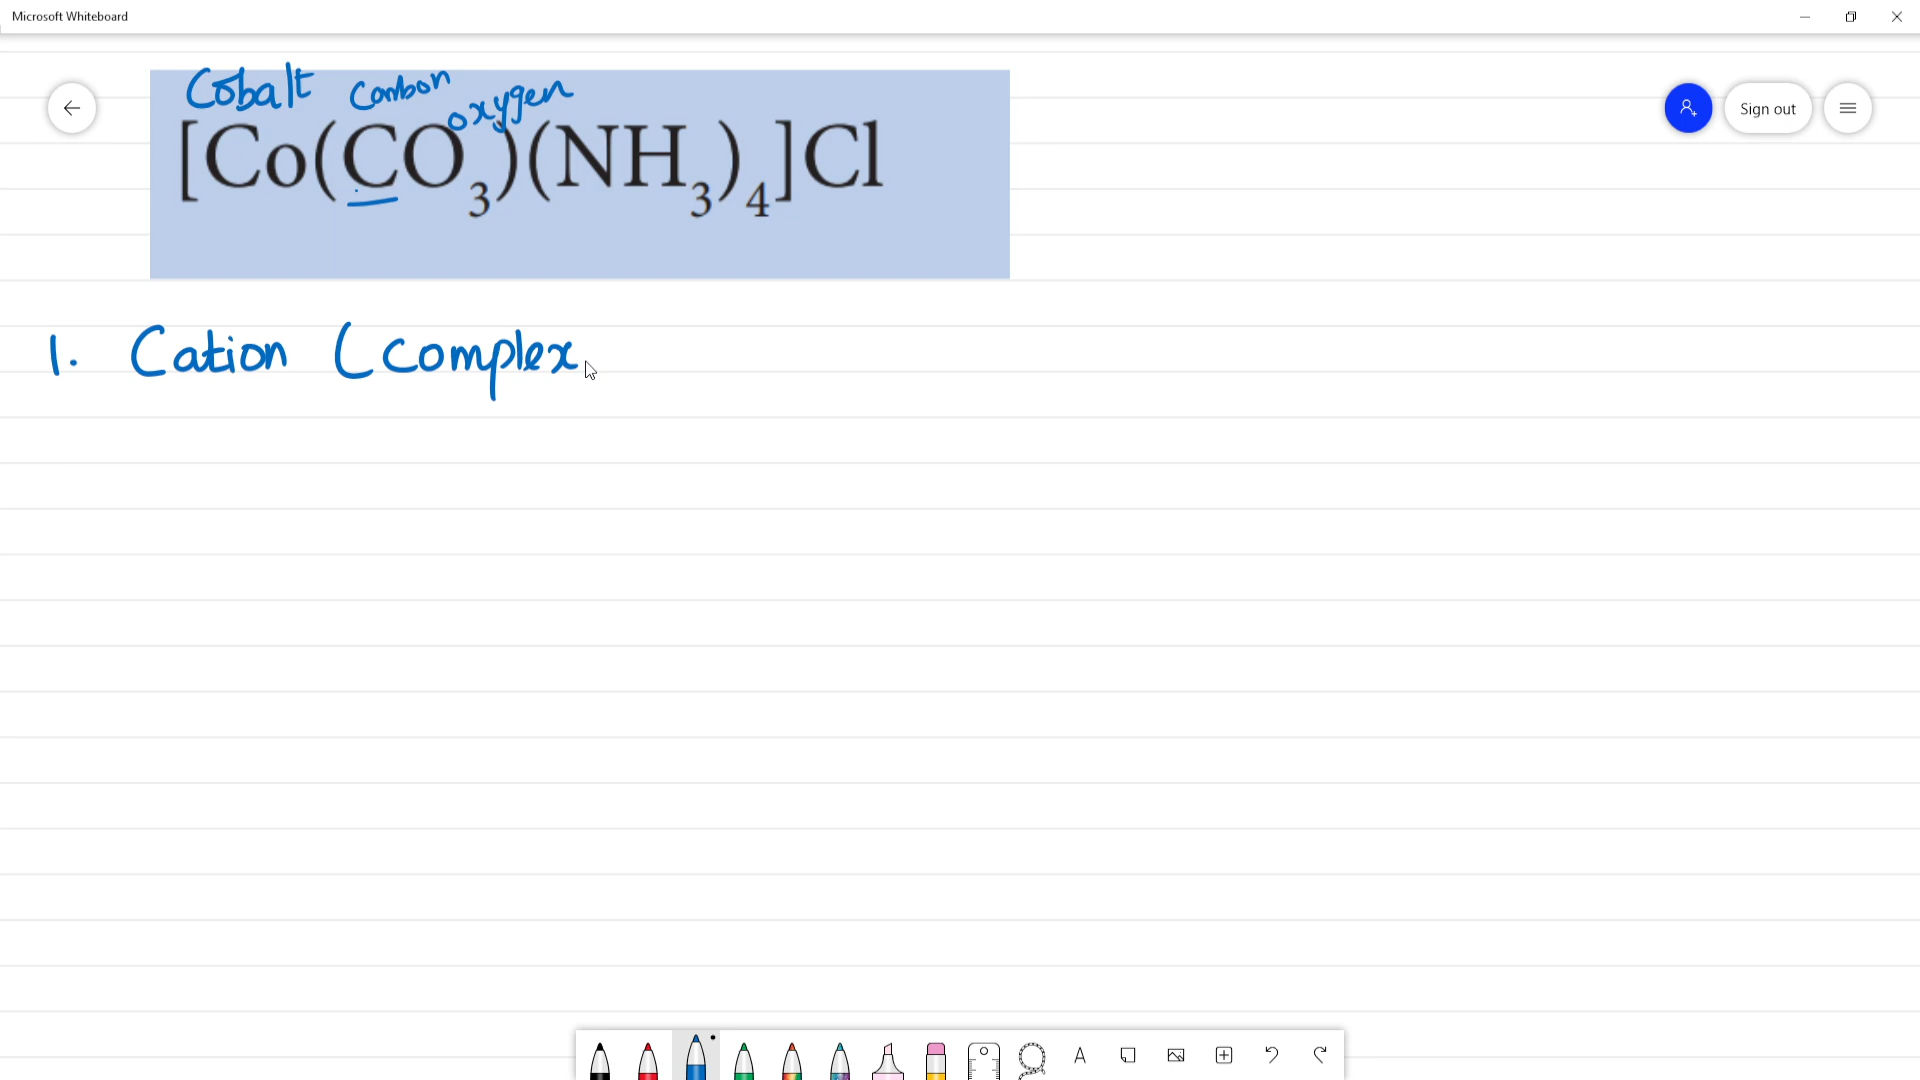 Microsoft Whiteboard
Cobalt Carbon
oxygen
[Co(CO₃)(NH₃)₄]Cl
Sign out
1. Cation (complex
A